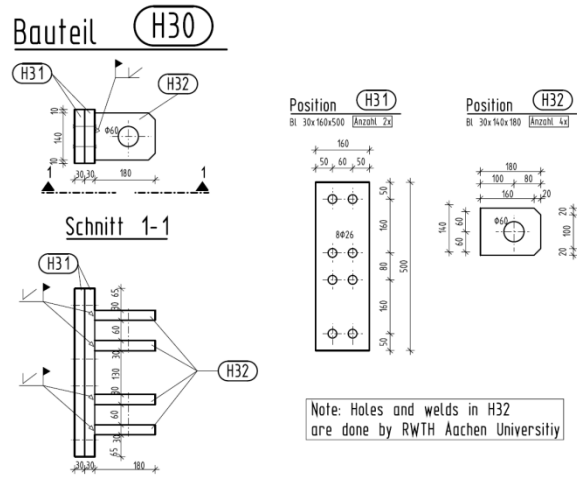 Bauteil H30
H31
H32
10
140
10
Φ60
30 30 180
1 1
Schnitt 1-1
H31
65
30
60
30
130
30
60
30
65
H32
30 30 180
Position H31
Bl 30x160x500 Anzahl 2x
160
50 60 50
50
160
8Φ26
80
500
160
50
Position H32
Bl 30x140x180 Anzahl 4x
180
100 80
160 20
Φ60
140
60
60
20
100
20
Note: Holes and welds in H32
are done by RWTH Aachen Universitiy